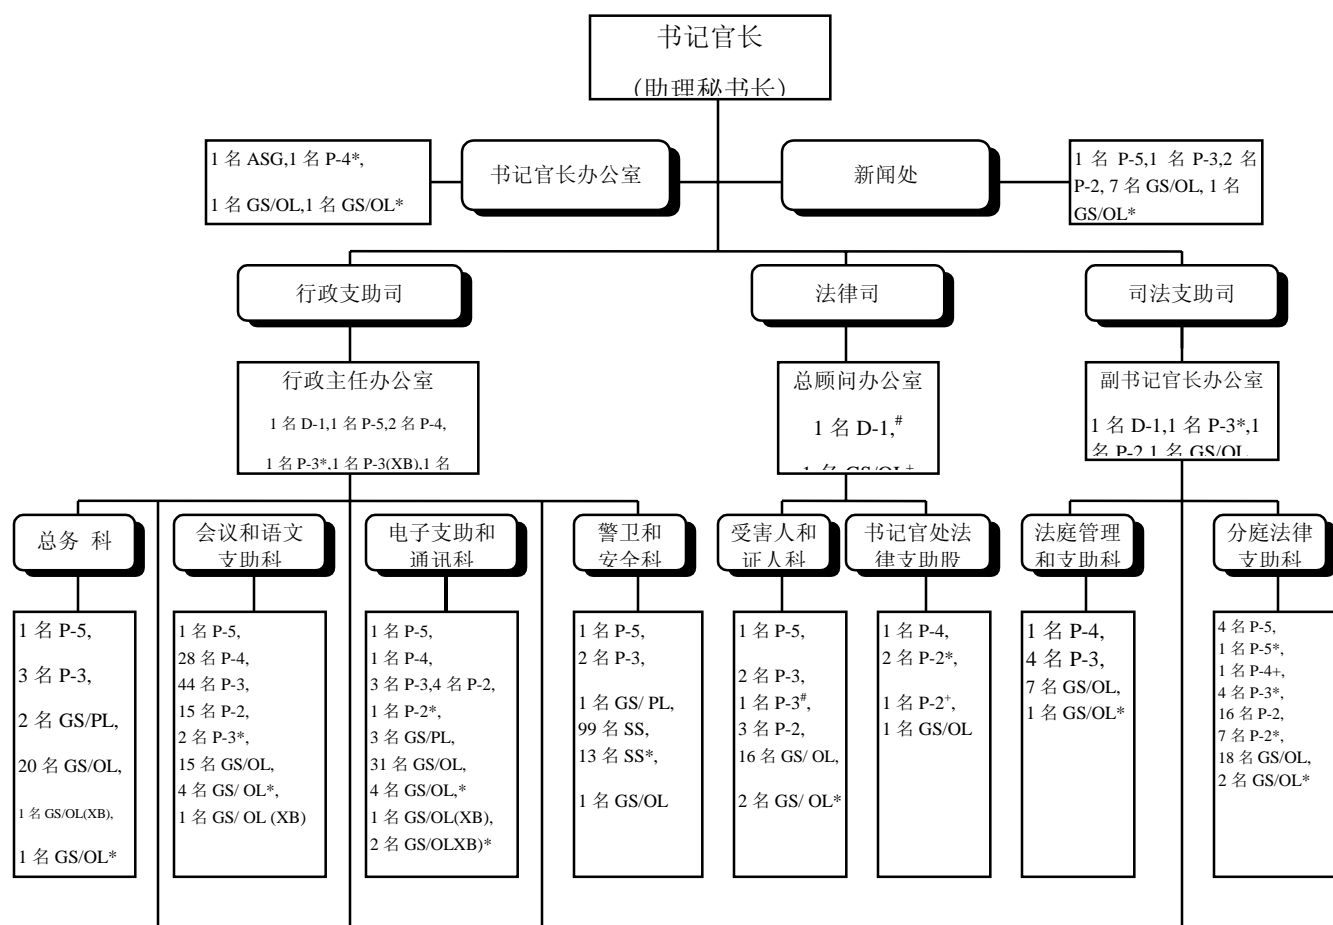 书记官长
(助理秘书长)
1 名 ASG,1 名 P-4*,
1 名 GS/OL,1 名 GS/OL*
书记官长办公室
新闻处
1 名 P-5,1 名 P-3,2 名
P-2, 7 名 GS/OL, 1 名
GS/OL*
行政支助司
法律司
司法支助司
行政主任办公室
1 名 D-1,1 名 P-5,2 名 P-4,
1 名 P-3*,1 名 P-3(XB),1 名
总顾问办公室
1 名 D-1,#
1 名 GS/OL+
副书记官长办公室
1 名 D-1,1 名 P-3*,1
名 P-2,1 名 GS/OL
总务 科
会议和语文
支助科
电子支助和
通讯科
警卫和
安全科
受害人和
证人科
书记官处法
律支助股
法庭管理
和支助科
分庭法律
支助科
1 名 P-5,
3 名 P-3,
2 名 GS/PL,
20 名 GS/OL,
1 名 GS/OL(XB),
1 名 GS/OL*
1 名 P-5,
28 名 P-4,
44 名 P-3,
15 名 P-2,
2 名 P-3*,
15 名 GS/OL,
4 名 GS/ OL*,
1 名 GS/ OL (XB)
1 名 P-5,
1 名 P-4,
3 名 P-3,4 名 P-2,
1 名 P-2*,
3 名 GS/PL,
31 名 GS/OL,
4 名 GS/OL,*
1 名 GS/OL(XB),
2 名 GS/OLXB)*
1 名 P-5,
2 名 P-3,
1 名 GS/ PL,
99 名 SS,
13 名 SS*,
1 名 GS/OL
1 名 P-5,
2 名 P-3,
1 名 P-3#,
3 名 P-2,
16 名 GS/ OL,
2 名 GS/ OL*
1 名 P-4,
2 名 P-2*,
1 名 P-2+,
1 名 GS/OL
1 名 P-4,
4 名 P-3,
7 名 GS/OL,
1 名 GS/OL*
4 名 P-5,
1 名 P-5*,
1 名 P-4+,
4 名 P-3*,
16 名 P-2,
7 名 P-2*,
18 名 GS/OL,
2 名 GS/OL*